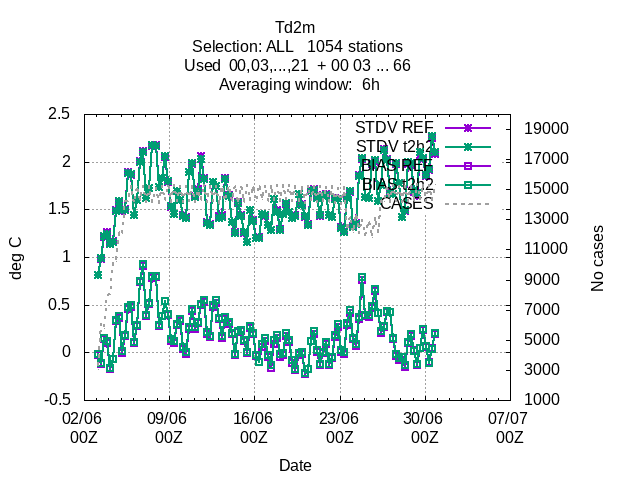 Td2m
Selection: ALL   1054 stations
Used  00,03,...,21  + 00 03 ... 66
Averaging window:  6h
STDV REF
STDV t2h2
BIAS REF
BIAS t2h2
CASES
2.5
2
1.5
1
0.5
0
-0.5
deg C
19000
17000
15000
13000
11000
9000
7000
5000
3000
1000
No cases
02/06 09/06 16/06 23/06 30/06 07/07
00Z 00Z 00Z 00Z 00Z 00Z
Date